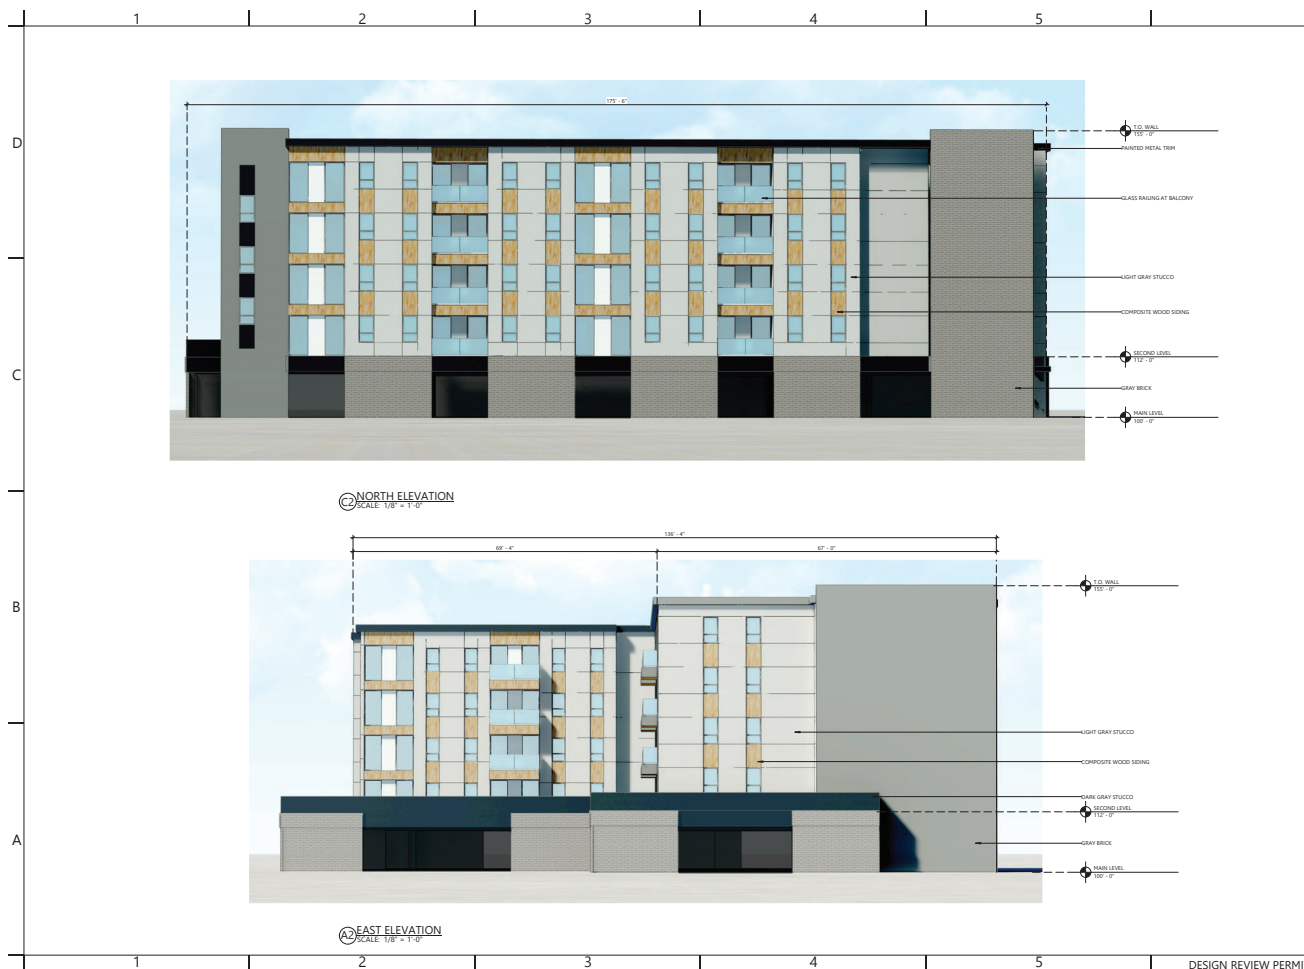 1 2 3 4 5
D
C
B
A
175' - 6"
T.O. WALL
155' - 0"
PAINTED METAL TRIM
GLASS RAILING AT BALCONY
LIGHT GRAY STUCCO
COMPOSITE WOOD SIDING
SECOND LEVEL
112' - 0"
GRAY BRICK
MAIN LEVEL
100' - 0"
C2 NORTH ELEVATION
SCALE: 1/8" = 1'-0"
136' - 4"
69' - 4" 67' - 0"
T.O. WALL
155' - 0"
LIGHT GRAY STUCCO
COMPOSITE WOOD SIDING
DARK GRAY STUCCO
SECOND LEVEL
112' - 0"
GRAY BRICK
MAIN LEVEL
100' - 0"
A2 EAST ELEVATION
SCALE: 1/8" = 1'-0"
1 2 3 4 5
DESIGN REVIEW PERMI